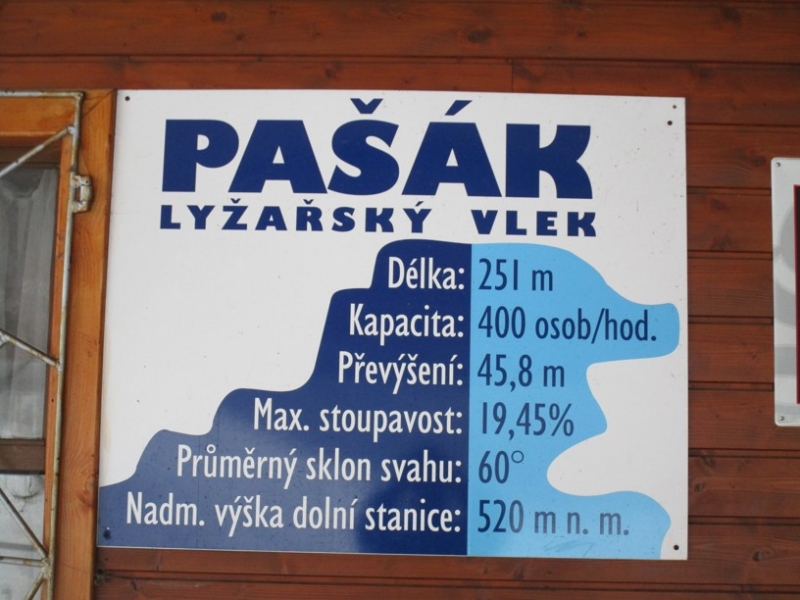 PAŠÁK
LYŽAŘSKÝ VLEK
Délka: 251 m
Kapacita: 400 osob/hod.
Převýšení: 45,8 m
Max. stoupavost: 19,45%
Průměrný sklon svahu: 60°
Nadm. výška dolní stanice: 520 m n. m.